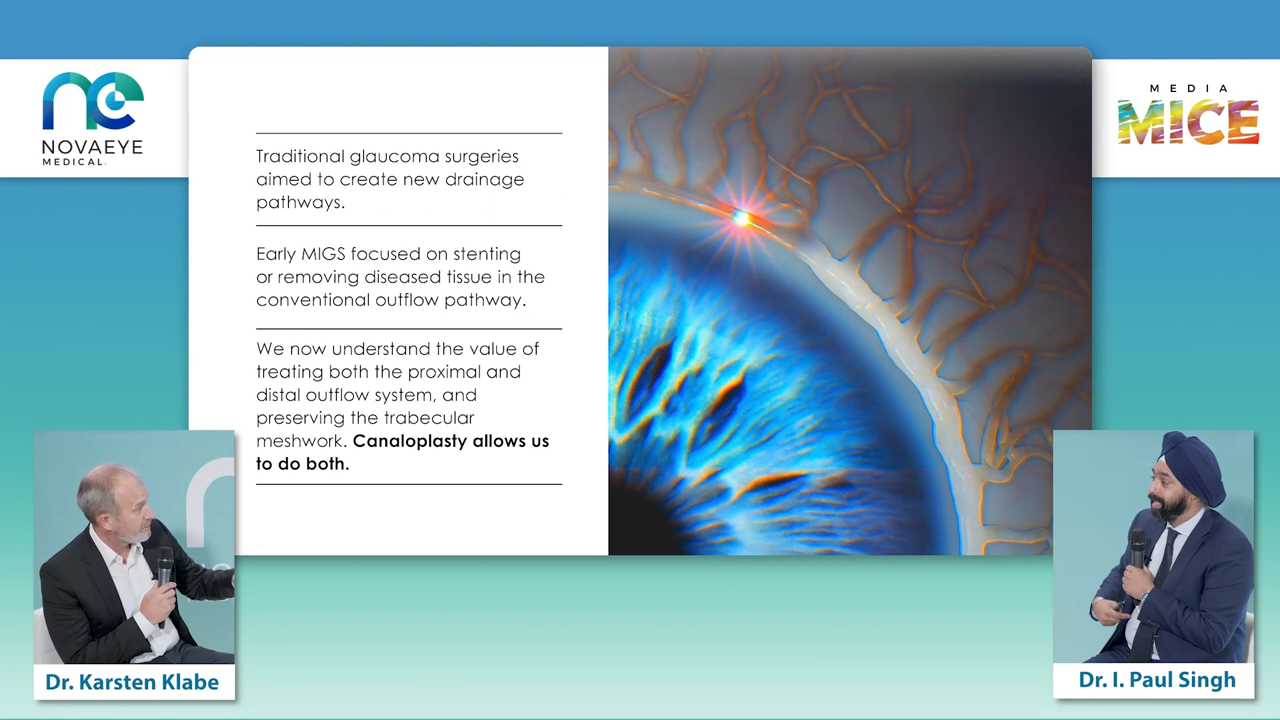 NOVAEYE
MEDICAL
MEDIA
MICE
Traditional glaucoma surgeries
aimed to create new drainage
pathways.
Early MIGS focused on stenting
or removing diseased tissue in the
conventional outflow pathway.
We now understand the value of
treating both the proximal and
distal outflow system, and
preserving the trabecular
meshwork. Canaloplasty allows us
to do both.
Dr. Karsten Klabe
Dr. I. Paul Singh